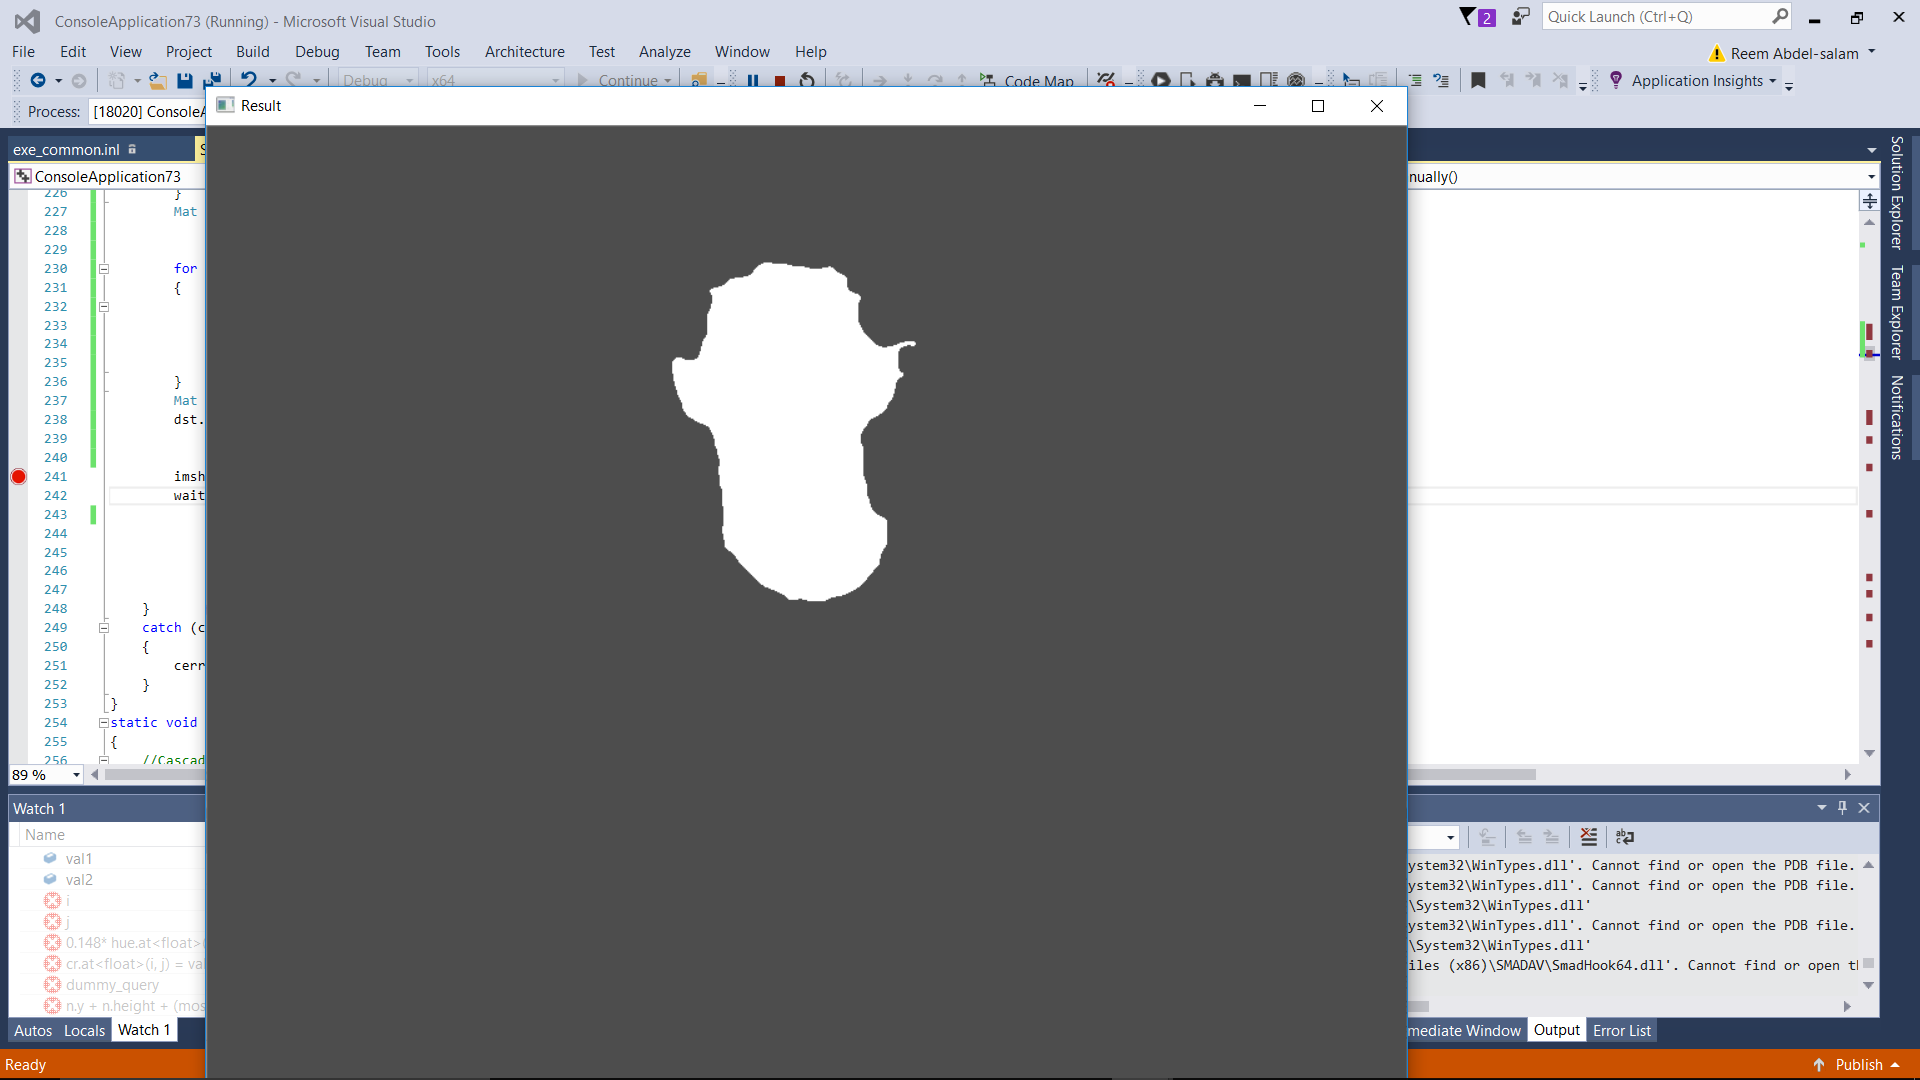 ConsoleApplication73 (Running) - Microsoft Visual Studio
2
Quick Launch (Ctrl+Q)
File Edit View Project Build Debug Team Tools Architecture Test Analyze Window Help
Reem Abdel-salam
Debug x64 Continue Code Map Application Insights
Process: [18020] ConsoleA
Result
exe_common.inl
ConsoleApplication73
nually()
226 }
227 Mat
228
229
230 for
231 {
232
233
234
235
236 }
237 Mat
238 dst.
239
240
241 imsh
242 wait
243
244
245
246
247
248 }
249 catch (c
250 {
251 cerr
252 }
253 }
254 static void
255 {
256 //Cascad
89 %
Solution Explorer
Team Explorer
Notifications
Watch 1
Name
val1
val2
i
j
0.148* hue.at<float>(
cr.at<float>(i, j) = val
dummy_query
n.y + n.height + (mos
Autos Locals Watch 1
ystem32\WinTypes.dll'. Cannot find or open the PDB file.
ystem32\WinTypes.dll'. Cannot find or open the PDB file.
\System32\WinTypes.dll'
ystem32\WinTypes.dll'. Cannot find or open the PDB file.
\System32\WinTypes.dll'
iles (x86)\SMADAV\SmadHook64.dll'. Cannot find or open t
mediate Window Output Error List
Ready
Publish